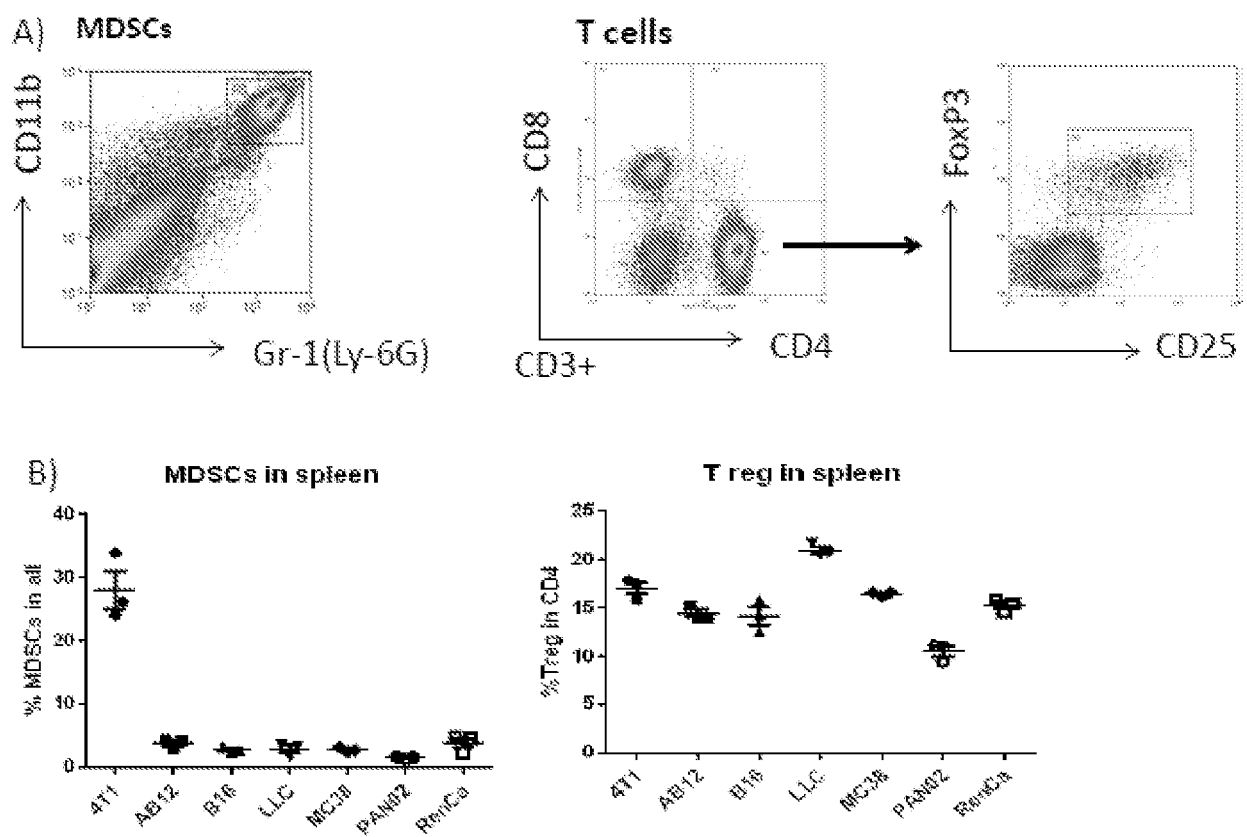 A) MDSCs
T cells
CD11b
Gr-1(Ly-6G)
CD8
CD3+
CD4
FoxP3
CD25
B)
MDSCs in spleen
% MDSCs in all
40
30
20
10
0
4T1
AB12
B16
LLC
MC38
PAN02
RenCa
T reg in spleen
%Treg in CD4
25
20
15
10
5
0
4T1
AB12
B16
LLC
MC38
PAN02
RenCa